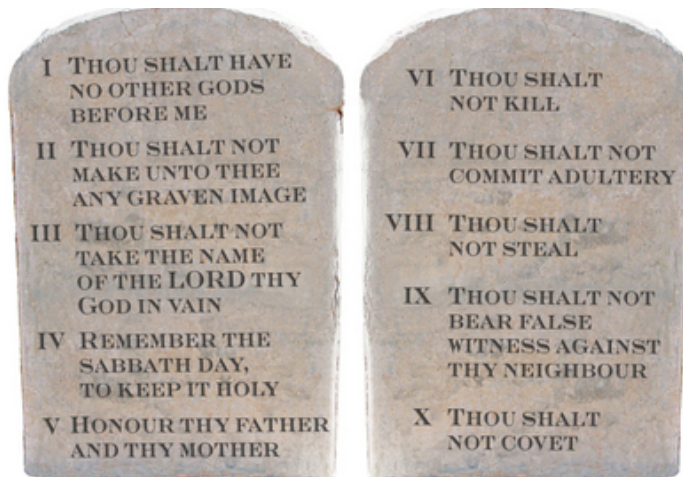 I THOU SHALT HAVE
NO OTHER GODS
BEFORE ME
II THOU SHALT NOT
MAKE UNTO THEE
ANY GRAVEN IMAGE
III THOU SHALT NOT
TAKE THE NAME
OF THE LORD THY
GOD IN VAIN
IV REMEMBER THE
SABBATH DAY,
TO KEEP IT HOLY
V HONOUR THY FATHER
AND THY MOTHER
VI THOU SHALT
NOT KILL
VII THOU SHALT NOT
COMMIT ADULTERY
VIII THOU SHALT
NOT STEAL
IX THOU SHALT NOT
BEAR FALSE
WITNESS AGAINST
THY NEIGHBOUR
X THOU SHALT
NOT COVET